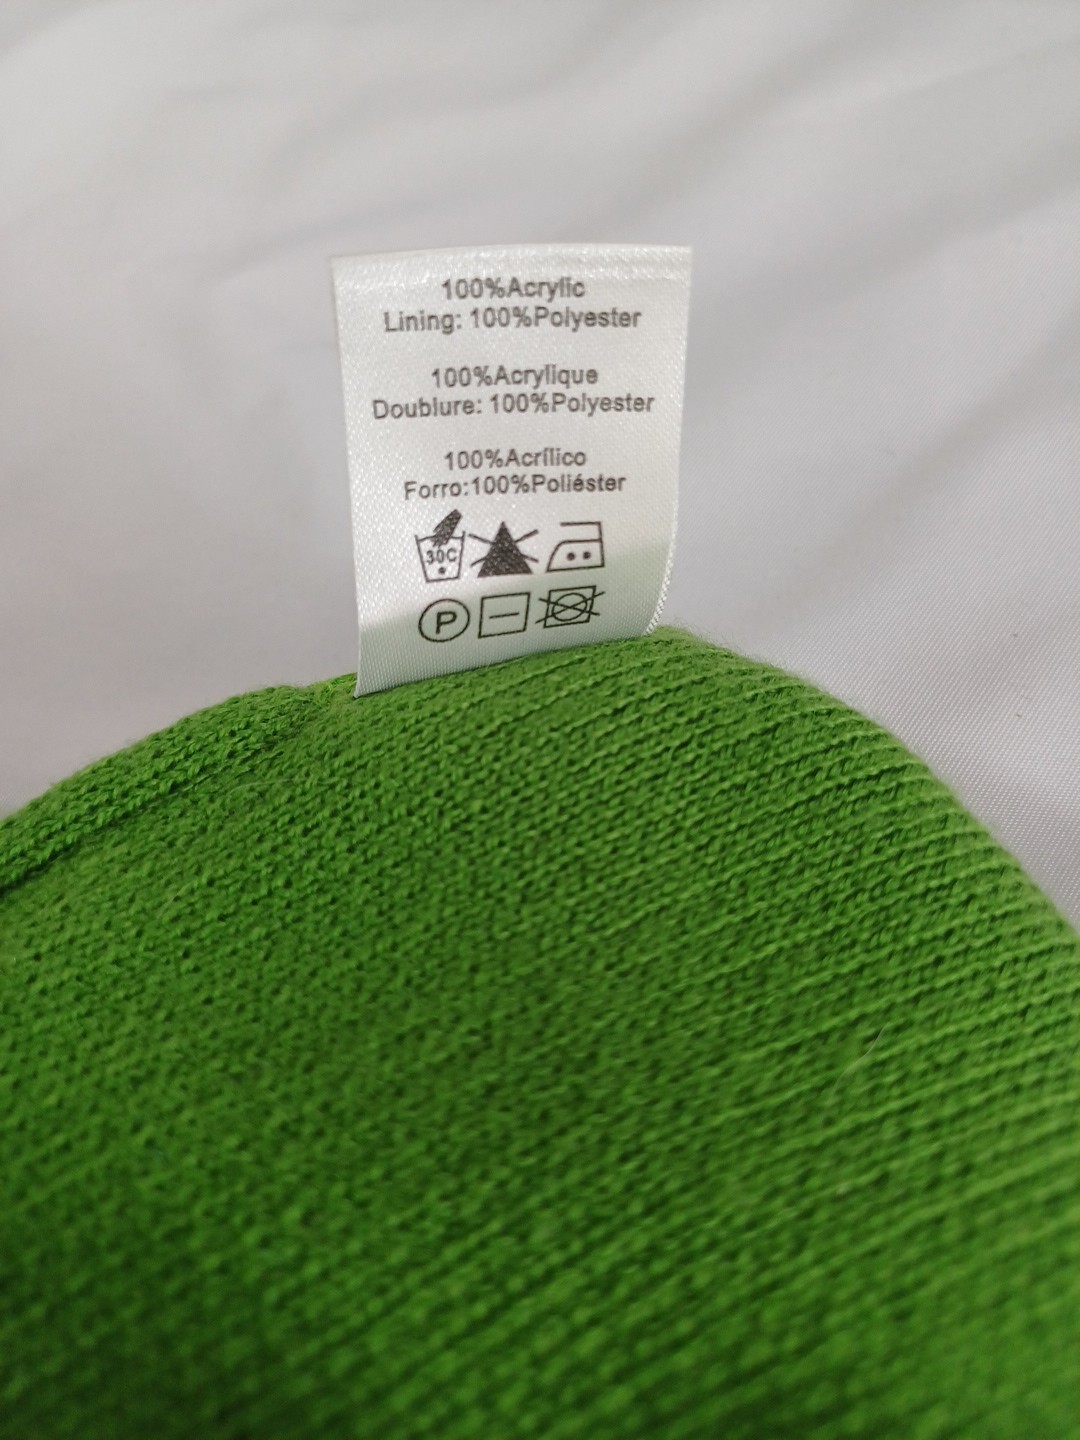 100%Acrylic
Lining: 100%Polyester
100%Acrylique
Doublure: 100%Polyester
100%Acrílico
Forro:100%Poliéster
30C
P